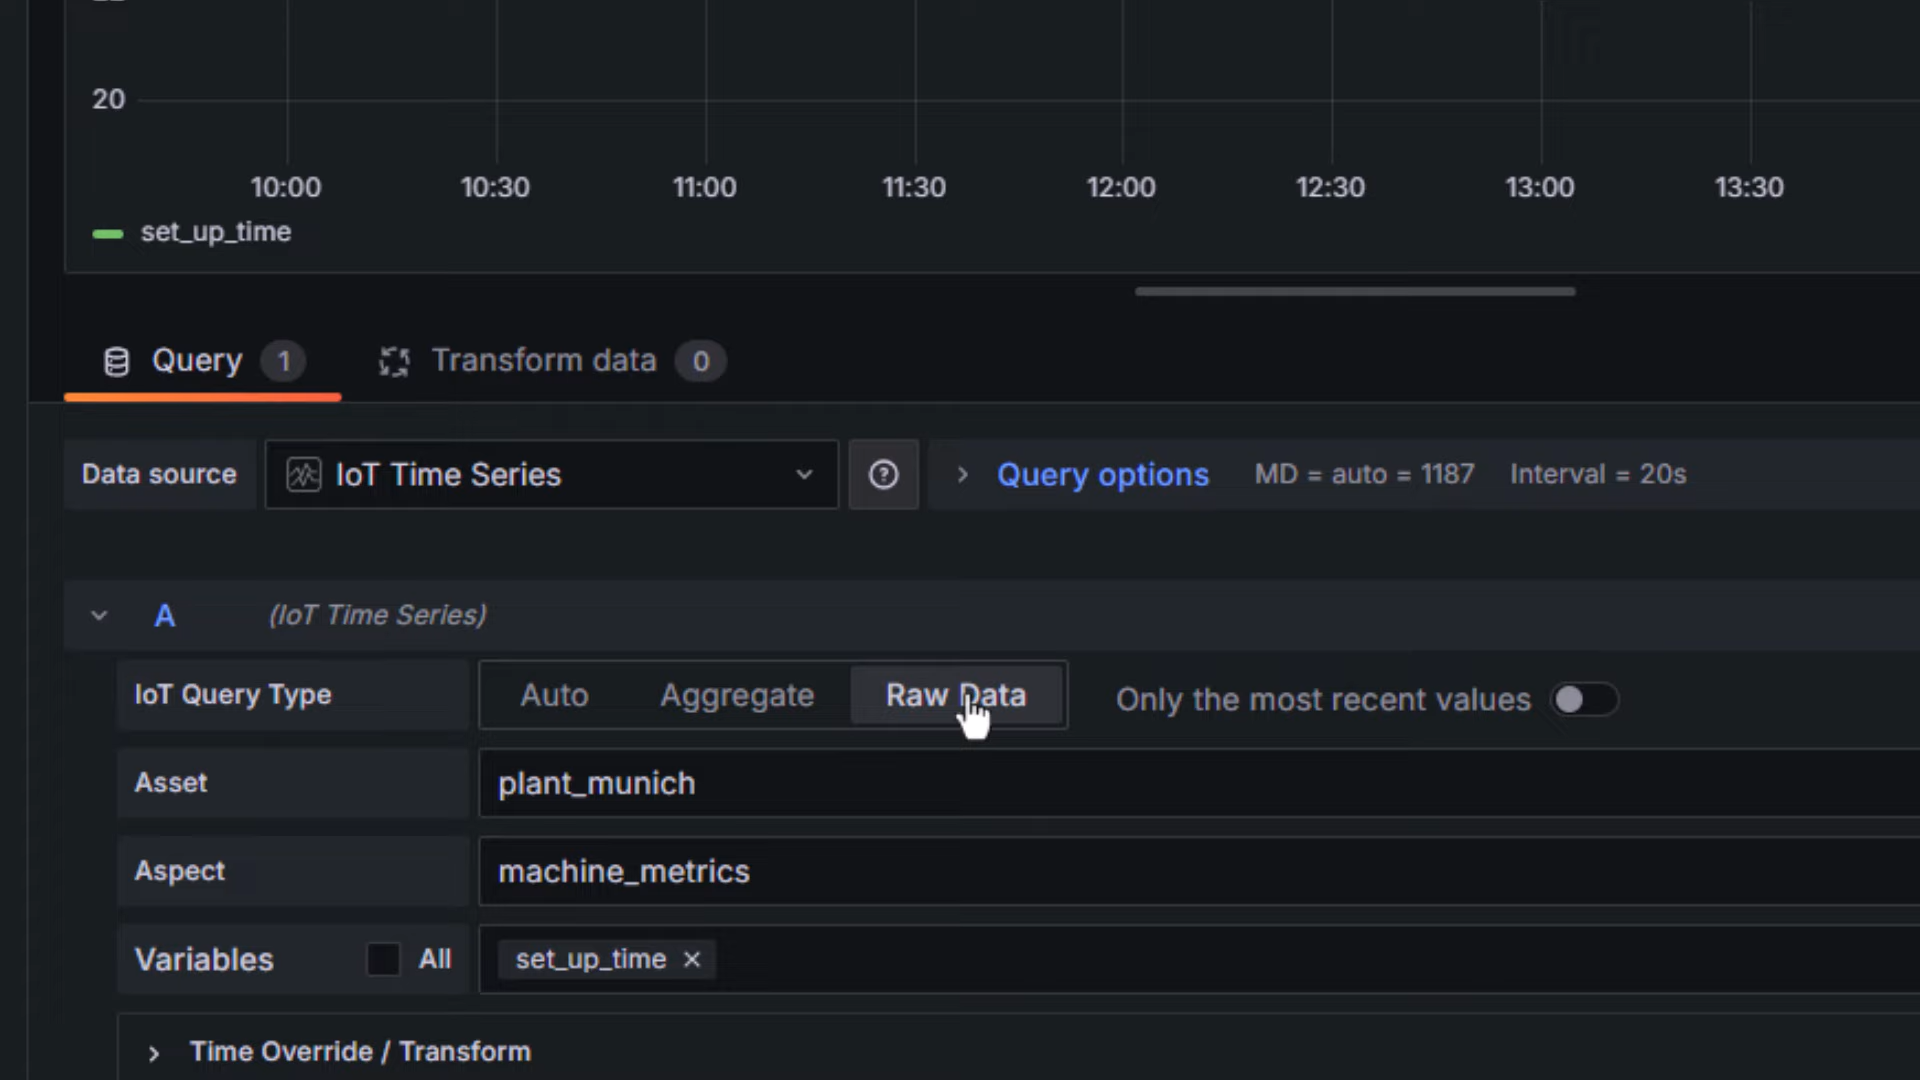 20
10:00 10:30 11:00 11:30 12:00 12:30 13:00 13:30
set_up_time
Query 1 Transform data 0
Data source IoT Time Series Query options MD = auto = 1187 Interval = 20s
A (IoT Time Series)
IoT Query Type Auto Aggregate Raw Data Only the most recent values
Asset plant_munich
Aspect machine_metrics
Variables All set_up_time ×
Time Override / Transform